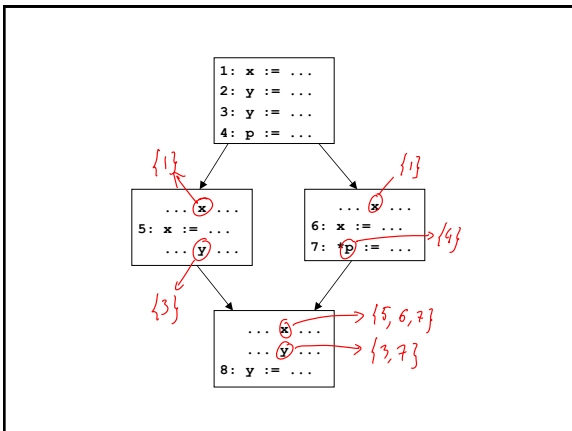 1: x := ...
2: y := ...
3: y := ...
4: p := ...
{1}
{1}
... x ...
5: x := ...
... y ...
... x ...
6: x := ...
7: *p := ...
{4}
{3}
... x ...
{5, 6, 7}
... y ...
{3, 7}
8: y := ...